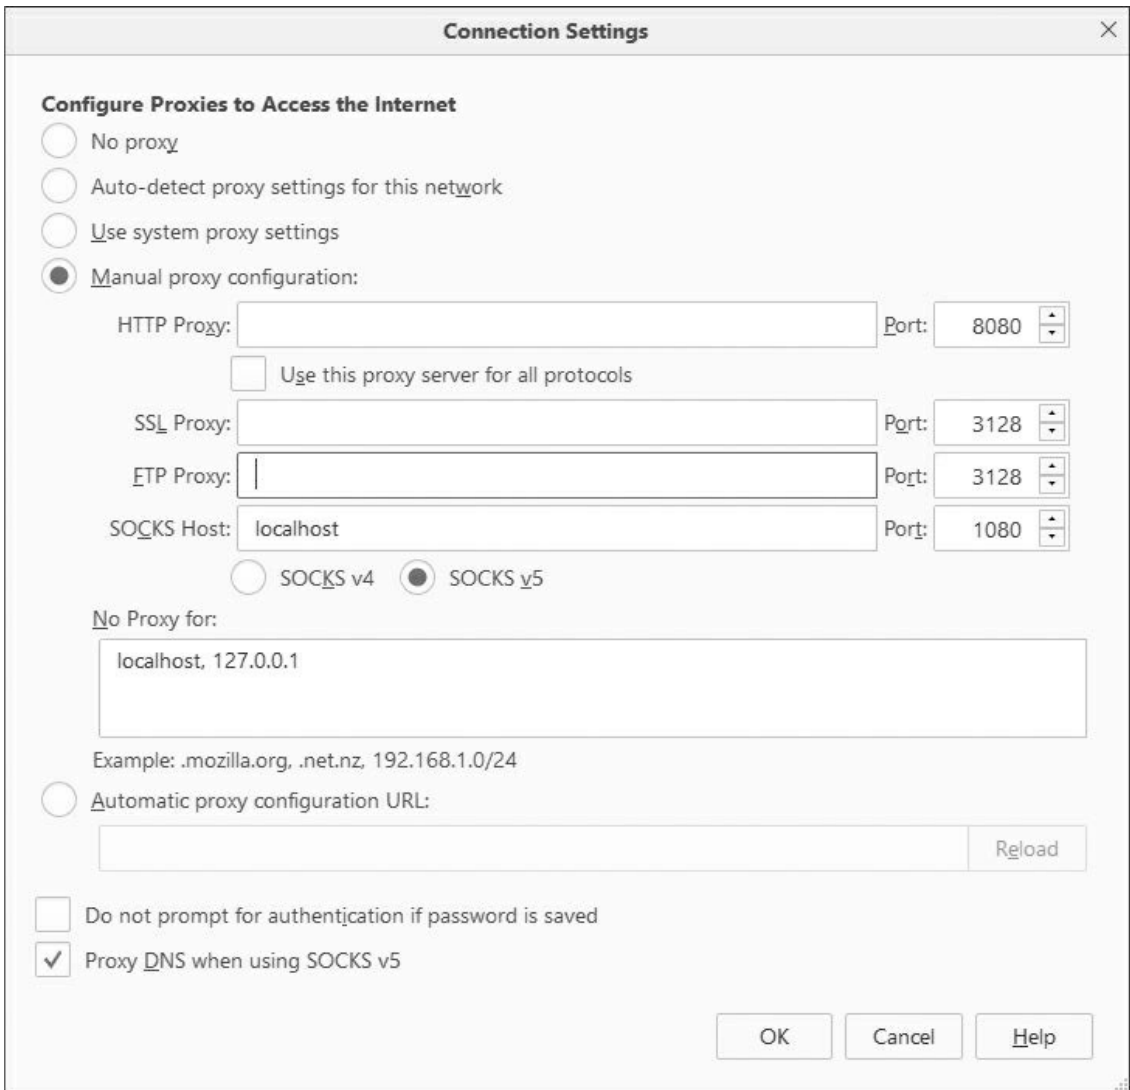 Connection Settings
Configure Proxies to Access the Internet
No proxy
Auto-detect proxy settings for this network
Use system proxy settings
Manual proxy configuration:
HTTP Proxy: Port: 8080
Use this proxy server for all protocols
SSL Proxy: Port: 3128
FTP Proxy: Port: 3128
SOCKS Host: localhost Port: 1080
SOCKS v4 SOCKS v5
No Proxy for:
localhost, 127.0.0.1
Example: .mozilla.org, .net.nz, 192.168.1.0/24
Automatic proxy configuration URL:
Reload
Do not prompt for authentication if password is saved
Proxy DNS when using SOCKS v5
OK Cancel Help